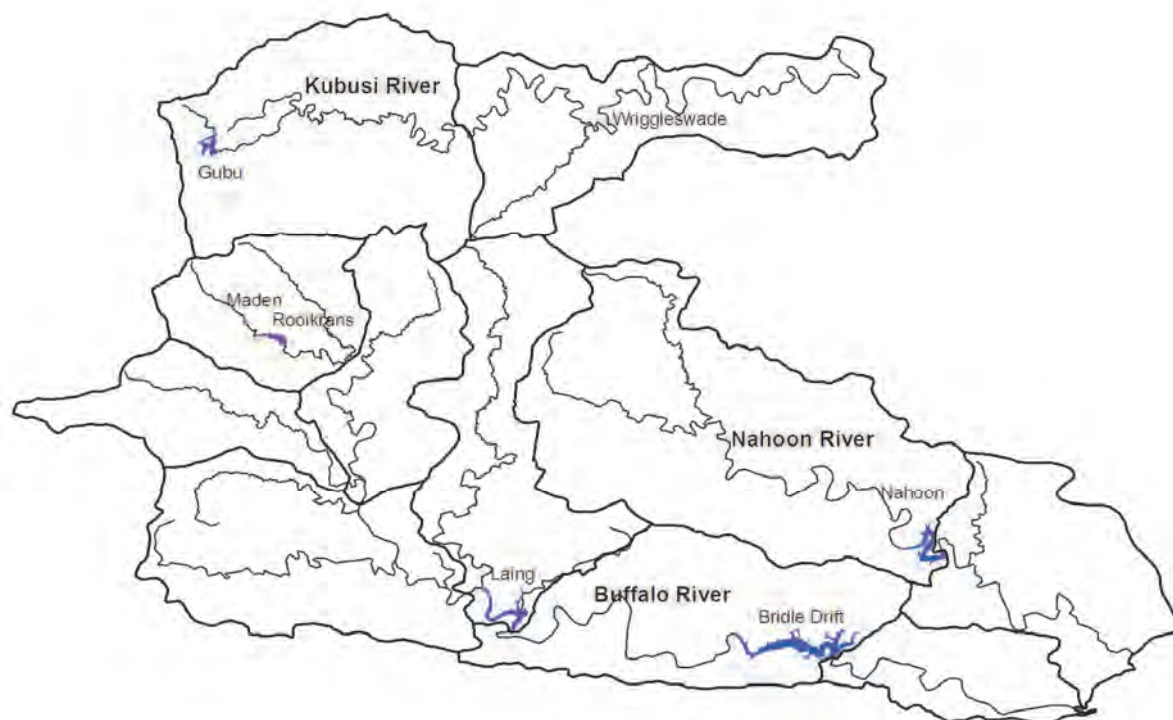 Kubusi River
Wriggleswade
Gubu
Maden
Rooikrans
Nahoon River
Nahoon
Laing
Buffalo River
Bridle Drift